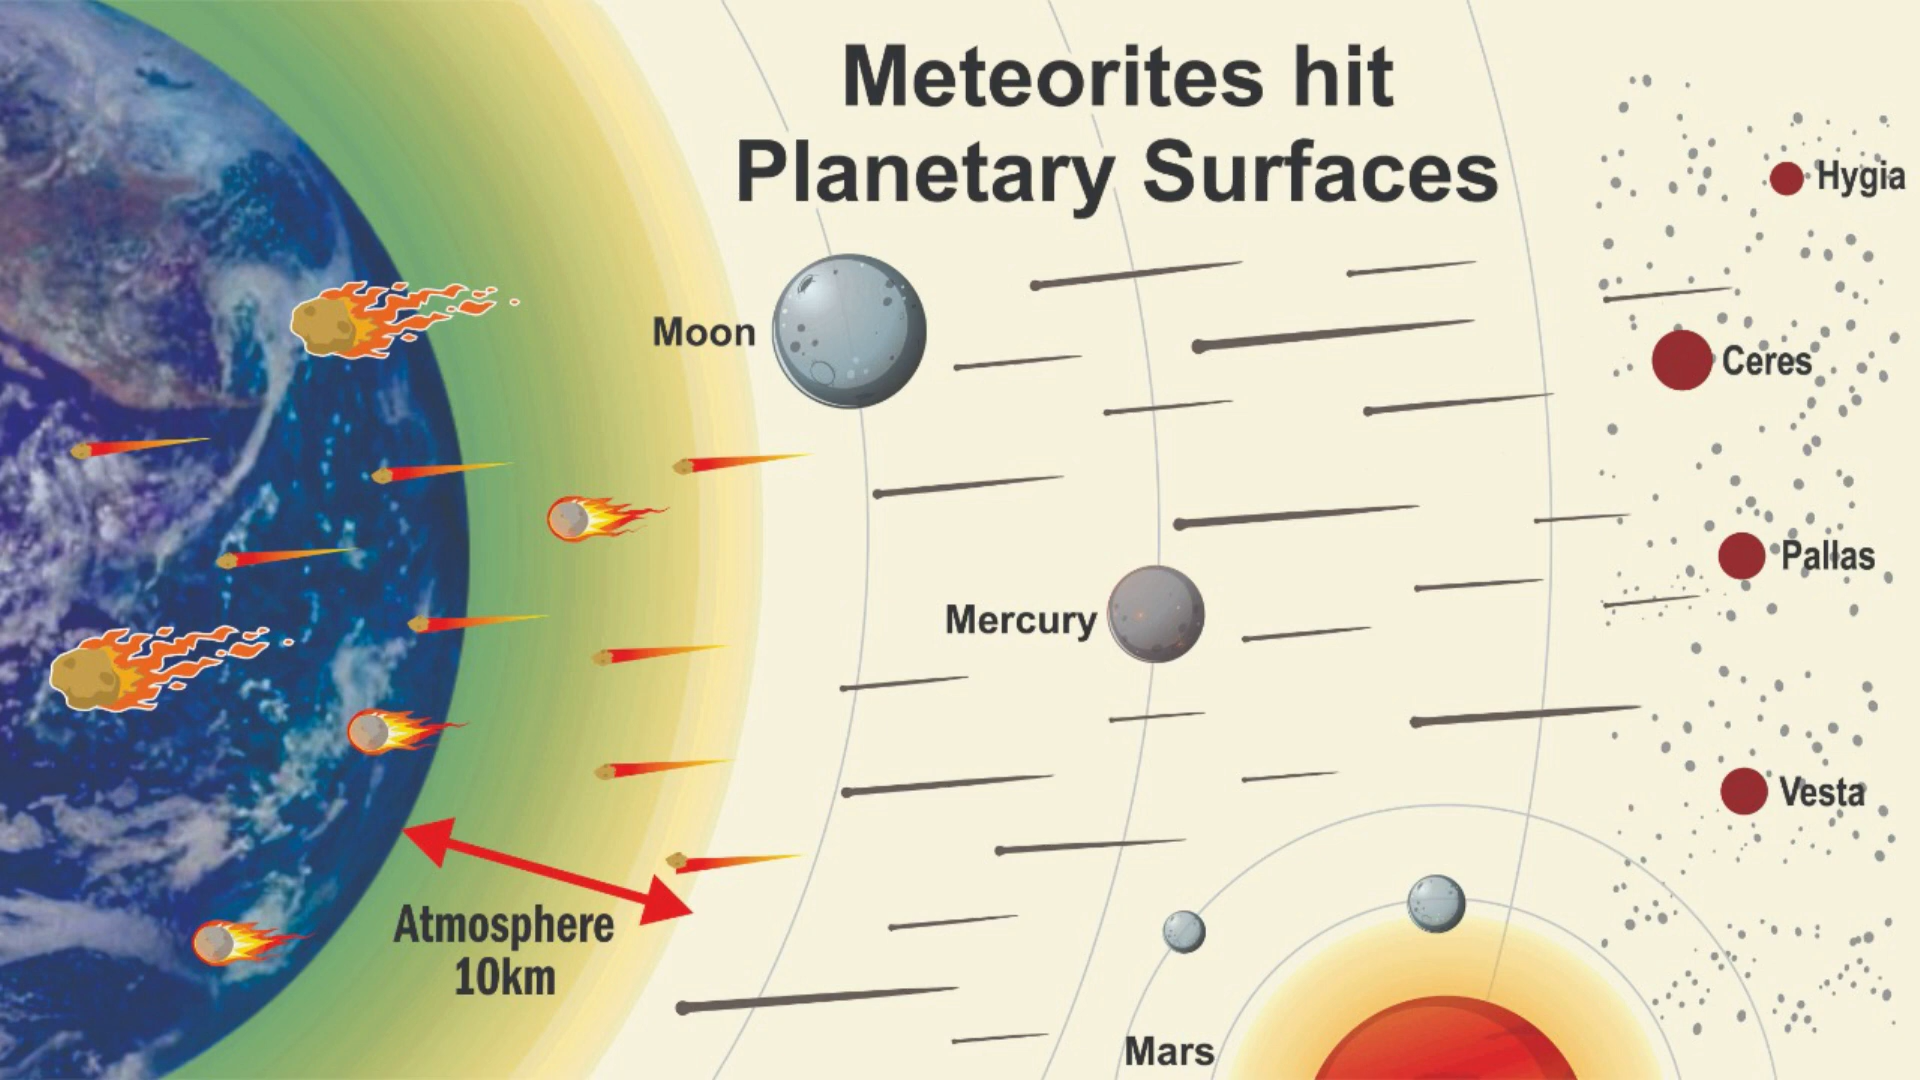 Meteorites hit
Planetary Surfaces
Hygia
Moon
Ceres
Pallas
Mercury
Vesta
Atmosphere
10km
Mars